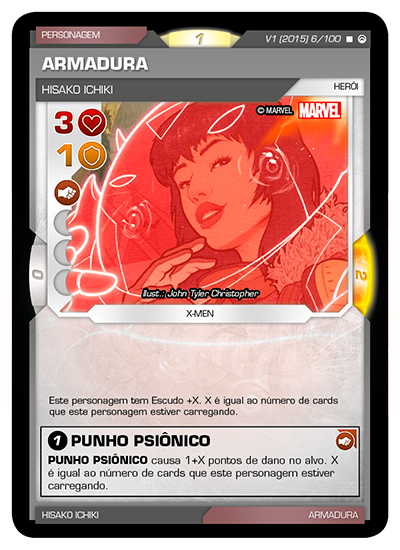 PERSONAGEM
1
V1 (2015) 6/100
ARMADURA
HISAKO ICHIKI
HERÓI
3
© MARVEL MARVEL
1
0
2
Illust.: John Tyler Christopher
X-MEN
Este personagem tem Escudo +X. X é igual ao número de cards
que este personagem estiver carregando.
1 PUNHO PSIÔNICO
PUNHO PSIÔNICO causa 1+X pontos de dano no alvo. X
é igual ao número de cards que este personagem estiver
carregando.
HISAKO ICHIKI
ARMADURA